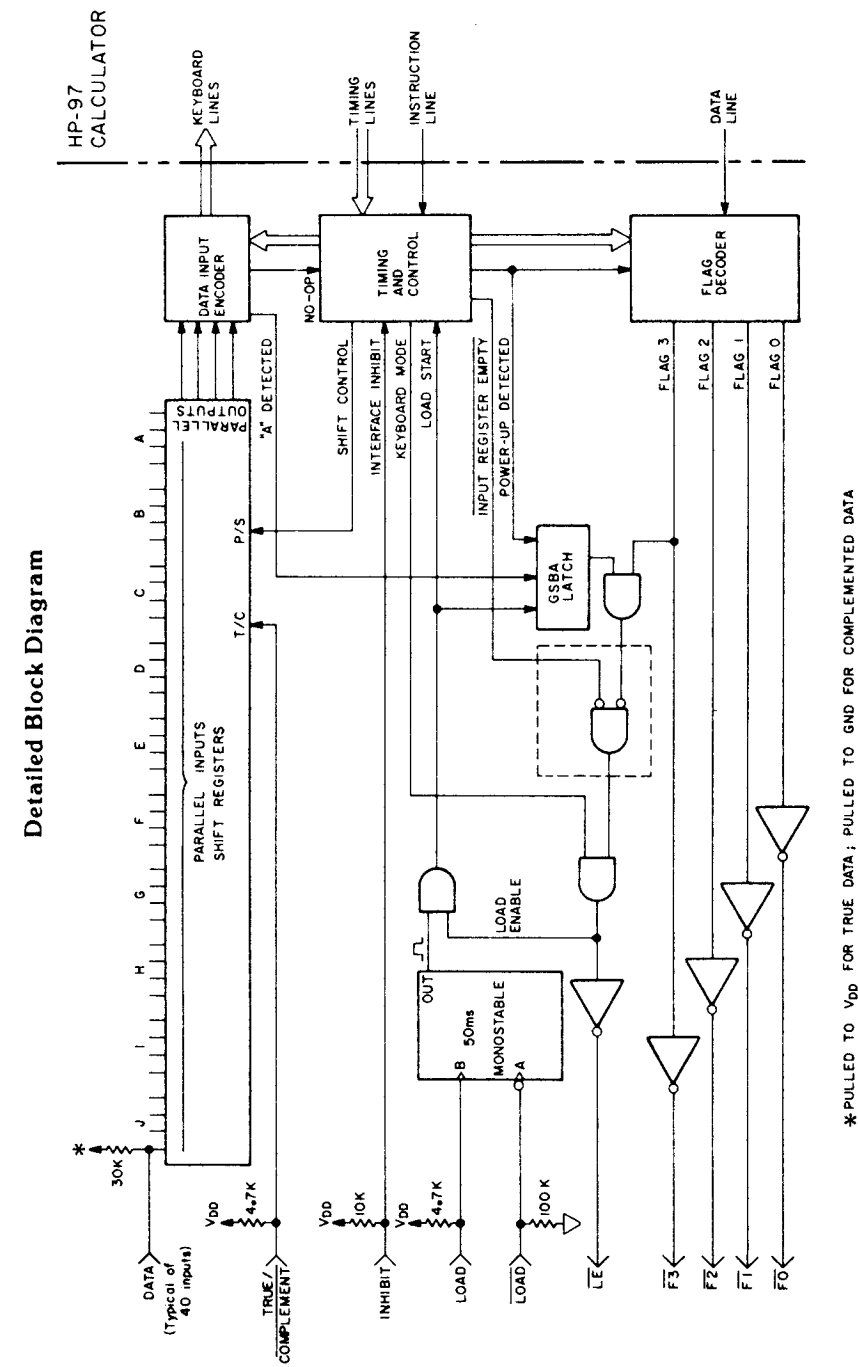 Detailed Block Diagram
HP-97
CALCULATOR
KEYBOARD
LINES
TIMING
LINES
INSTRUCTION
LINE
DATA
LINE
DATA INPUT
ENCODER
TIMING
AND
CONTROL
FLAG
DECODER
NO-OP
"A" DETECTED
SHIFT CONTROL
INTERFACE INHIBIT
KEYBOARD MODE
LOAD START
INPUT REGISTER EMPTY
POWER-UP DETECTED
FLAG 3
FLAG 2
FLAG 1
FLAG 0
PARALLEL
OUTPUTS
A
B
C
D
E
F
G
H
I
J
PARALLEL INPUTS
SHIFT REGISTERS
P/S
T/C
GSBA
LATCH
LOAD
ENABLE
OUT
50ms
MONOSTABLE
B
A
*
30K
DATA
(Typical of
40 inputs)
VDD
4.7K
TRUE/
COMPLEMENT
VDD
10K
INHIBIT
VDD
4.7K
LOAD
LOAD
100K
LE
F3
F2
F1
F0
*PULLED TO VDD FOR TRUE DATA; PULLED TO GND FOR COMPLEMENTED DATA